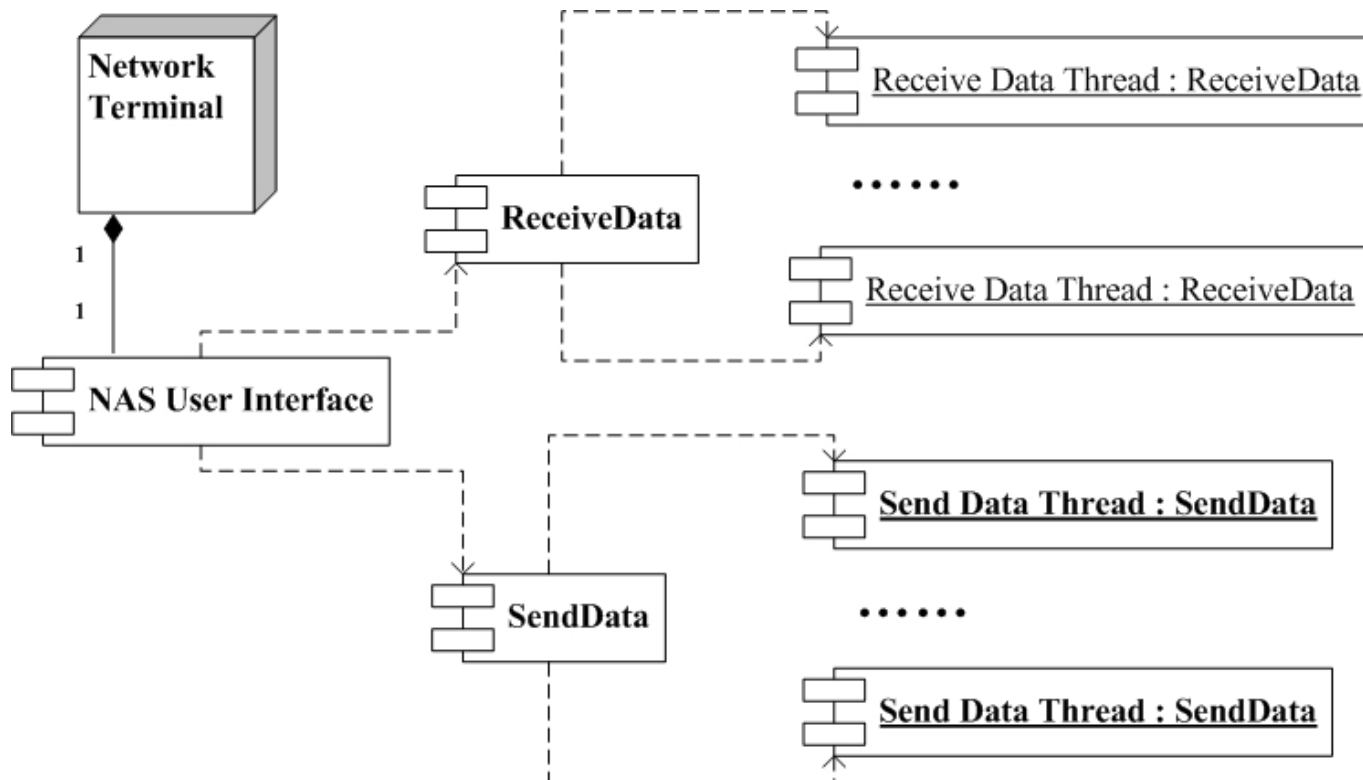 Network
Terminal
1
1
NAS User Interface
ReceiveData
Receive Data Thread : ReceiveData
......
Receive Data Thread : ReceiveData
SendData
Send Data Thread : SendData
......
Send Data Thread : SendData